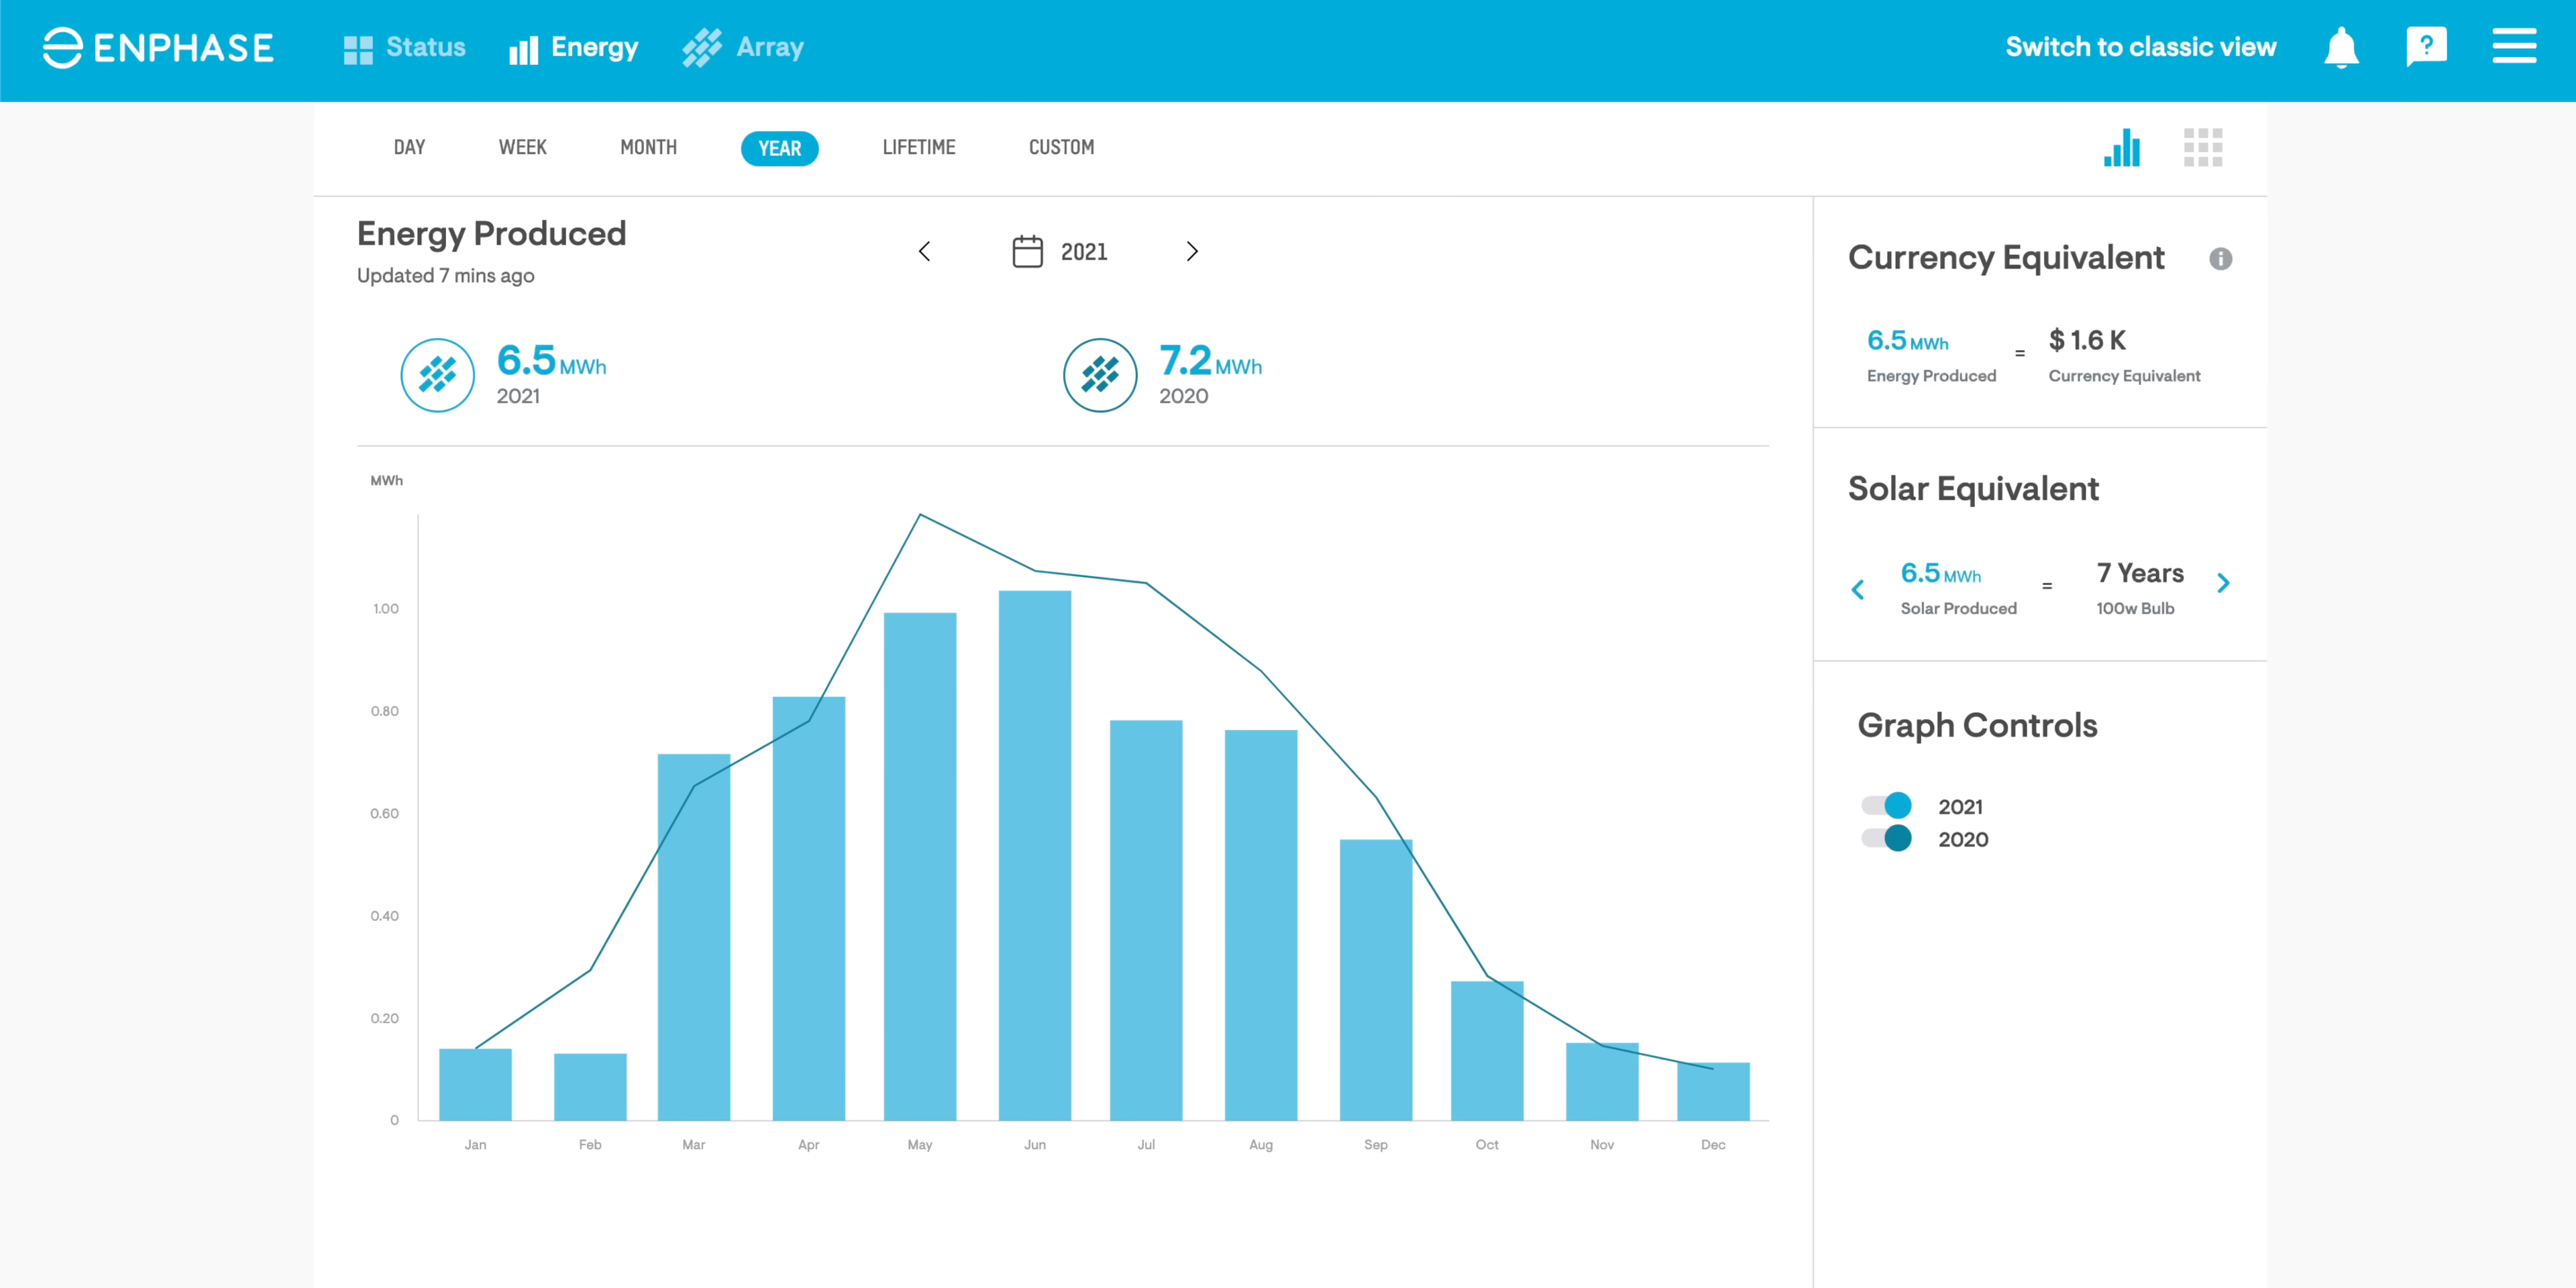 ENPHASE Status Energy Array Switch to classic view ?
DAY WEEK MONTH YEAR LIFETIME CUSTOM
Energy Produced
Updated 7 mins ago
2021
6.5 MWh
2021
7.2 MWh
2020
MWh
1.00
0.80
0.60
0.40
0.20
0
Jan Feb Mar Apr May Jun Jul Aug Sep Oct Nov Dec
Currency Equivalent i
6.5 MWh = $ 1.6 K
Energy Produced Currency Equivalent
Solar Equivalent
6.5 MWh = 7 Years
Solar Produced 100w Bulb
Graph Controls
2021
2020